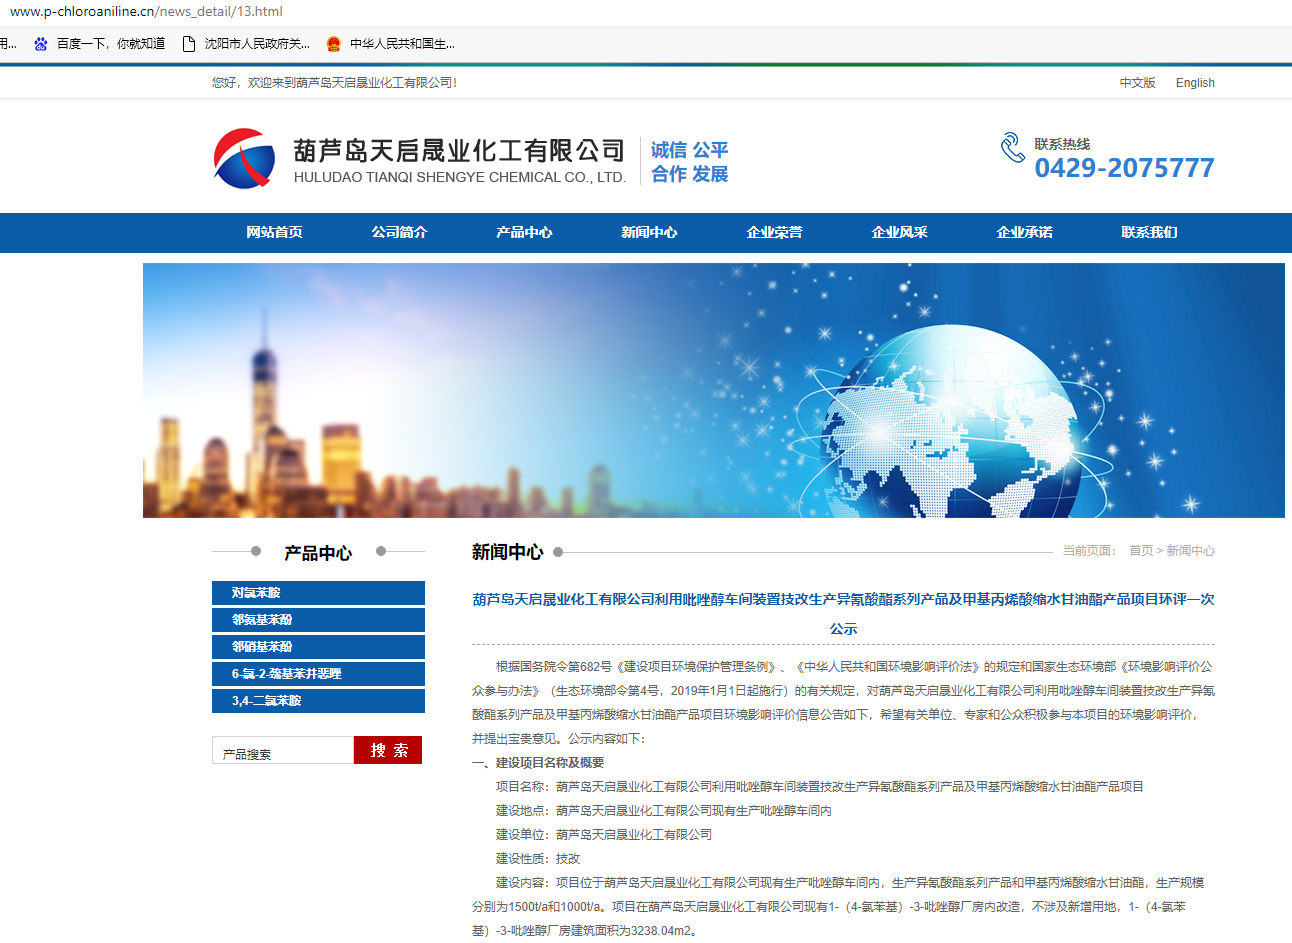 www.p-chloroaniline.cn/news_detail/13.html
用... 百度一下，你就知道 沈阳市人民政府关... 中华人民共和国生...
您好，欢迎来到葫芦岛天启晟业化工有限公司！ 中文版 English
葫芦岛天启晟业化工有限公司
HULUDAO TIANQI SHENGYE CHEMICAL CO., LTD.
诚信 公平
合作 发展
联系热线
0429-2075777
网站首页 公司简介 产品中心 新闻中心 企业荣誉 企业风采 企业承诺 联系我们
产品中心
对氯苯胺
邻氨基苯酚
邻硝基苯酚
6-氯-2-巯基苯并恶唑
3,4-二氯苯胺
产品搜索 搜 索
新闻中心 当前页面： 首页 > 新闻中心
葫芦岛天启晟业化工有限公司利用吡唑醇车间装置技改生产异氰酸酯系列产品及甲基丙烯酸缩水甘油酯产品项目环评一次
公示
根据国务院令第682号《建设项目环境保护管理条例》、《中华人民共和国环境影响评价法》的规定和国家生态环境部《环境影响评价公
众参与办法》（生态环境部令第4号，2019年1月1日起施行）的有关规定，对葫芦岛天启晟业化工有限公司利用吡唑醇车间装置技改生产异氰
酸酯系列产品及甲基丙烯酸缩水甘油酯产品项目环境影响评价信息公告如下，希望有关单位、专家和公众积极参与本项目的环境影响评价，
并提出宝贵意见。公示内容如下：
一、建设项目名称及概要
项目名称：葫芦岛天启晟业化工有限公司利用吡唑醇车间装置技改生产异氰酸酯系列产品及甲基丙烯酸缩水甘油酯产品项目
建设地点：葫芦岛天启晟业化工有限公司现有生产吡唑醇车间内
建设单位：葫芦岛天启晟业化工有限公司
建设性质：技改
建设内容：项目位于葫芦岛天启晟业化工有限公司现有生产吡唑醇车间内，生产异氰酸酯系列产品和甲基丙烯酸缩水甘油酯，生产规模
分别为1500t/a和1000t/a。项目在葫芦岛天启晟业化工有限公司现有1-（4-氯苯基）-3-吡唑醇厂房内改造，不涉及新增用地，1-（4-氯苯
基）-3-吡唑醇厂房建筑面积为3238.04m2。